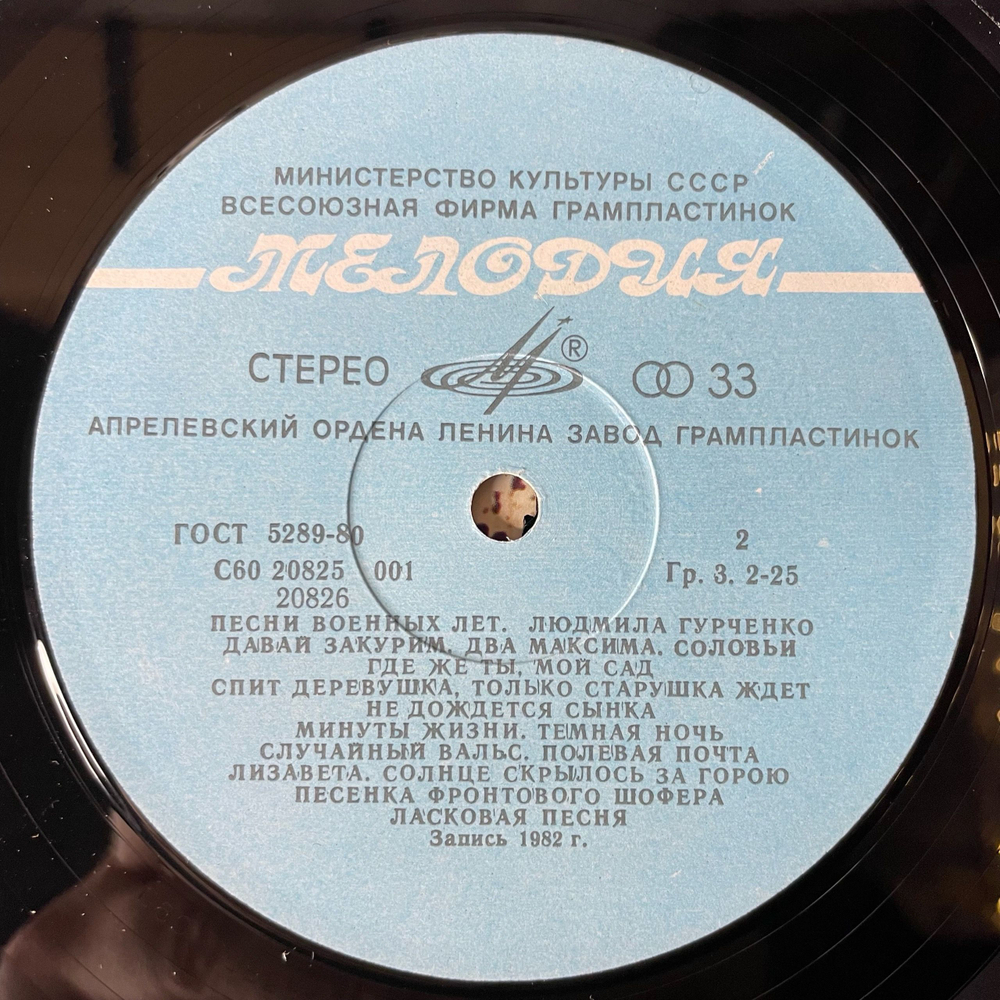 МИНИСТЕРСТВО КУЛЬТУРЫ СССР
ВСЕСОЮЗНАЯ ФИРМА ГРАМПЛАСТИНОК
МЕЛОДИЯ
СТЕРЕО ® 33
АПРЕЛЕВСКИЙ ОРДЕНА ЛЕНИНА ЗАВОД ГРАМПЛАСТИНОК
ГОСТ 5289-80 2
С60 20825 001 Гр. 3. 2-25
20826
ПЕСНИ ВОЕННЫХ ЛЕТ. ЛЮДМИЛА ГУРЧЕНКО
ДАВАЙ ЗАКУРИМ. ДВА МАКСИМА. СОЛОВЬИ
ГДЕ ЖЕ ТЫ, МОЙ САД
СПИТ ДЕРЕВУШКА, ТОЛЬКО СТАРУШКА ЖДЕТ
НЕ ДОЖДЕТСЯ СЫНКА
МИНУТЫ ЖИЗНИ. ТЕМНАЯ НОЧЬ
СЛУЧАЙНЫЙ ВАЛЬС. ПОЛЕВАЯ ПОЧТА
ЛИЗАВЕТА. СОЛНЦЕ СКРЫЛОСЬ ЗА ГОРОЮ
ПЕСЕНКА ФРОНТОВОГО ШОФЕРА
ЛАСКОВАЯ ПЕСНЯ
Запись 1982 г.